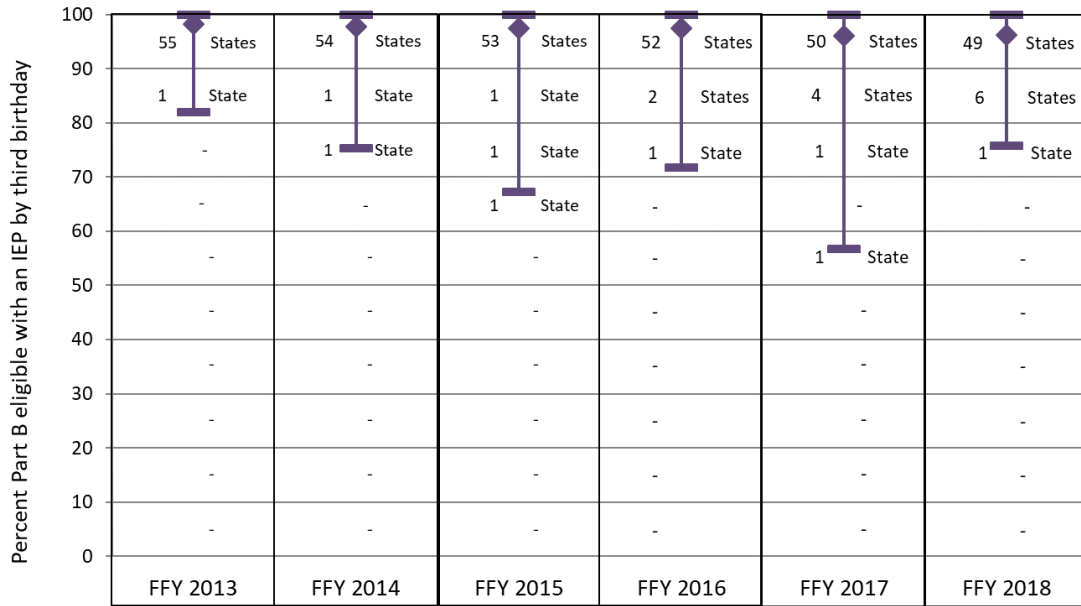 Percent Part B eligible with an IEP by third birthday
100
55 States 54 States 53 States 52 States 50 States 49 States
90
1 State 1 State 1 State 2 States 4 States 6 States
80
- 1 State 1 State 1 State 1 State 1 State
70
- - 1 State - - -
60
- - - - 1 State -
50
- - - - - -
40
- - - - - -
30
- - - - - -
20
- - - - - -
10
- - - - - -
0
FFY 2013 FFY 2014 FFY 2015 FFY 2016 FFY 2017 FFY 2018